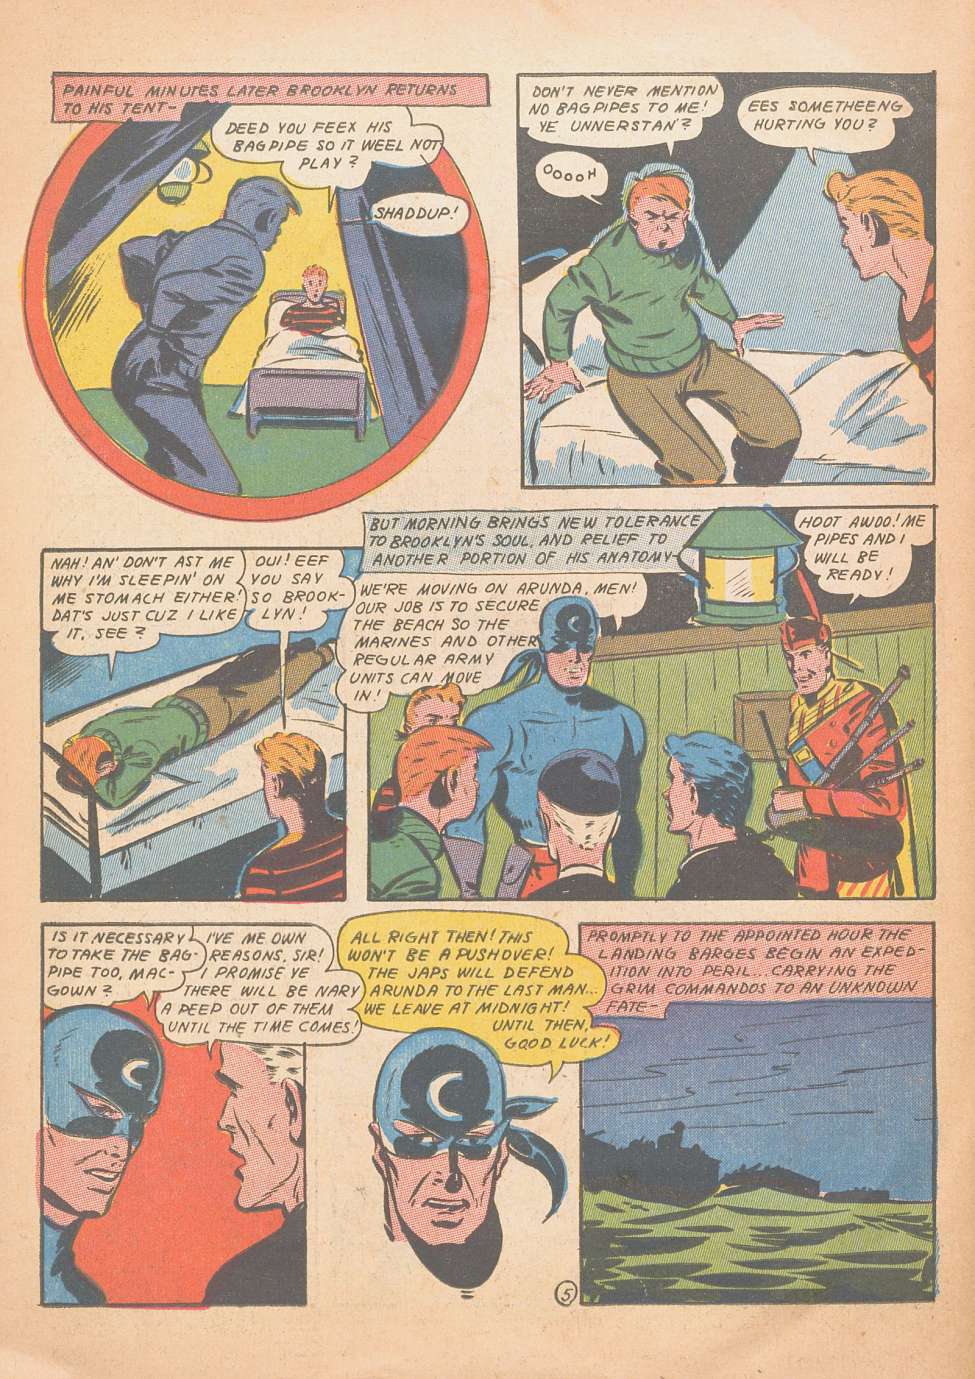 PAINFUL MINUTES LATER BROOKLYN RETURNS
TO HIS TENT-
DEED YOU FEEX HIS
BAGPIPE SO IT WEEL NOT
PLAY?
SHADDUP!
DON'T NEVER MENTION
NO BAGPIPES TO ME!
YE UNNERSTAN'?
OOOOH
EES SOMETHEENG
HURTING YOU?
NAH! AN' DON'T AST ME
WHY I'M SLEEPIN' ON
ME STOMACH EITHER!
DAT'S JUST CUZ I LIKE
IT, SEE?
OUI! EEF
YOU SAY
SO BROOK-
LYN!
BUT MORNING BRINGS NEW TOLERANCE
TO BROOKLYN'S SOUL, AND RELIEF TO
ANOTHER PORTION OF HIS ANATOMY-
WE'RE MOVING ON ARUNDA, MEN!
OUR JOB IS TO SECURE
THE BEACH SO THE
MARINES AND OTHER
REGULAR ARMY
UNITS CAN MOVE
IN!
HOOT AWOO! ME
PIPES AND I
WILL BE
READY!
IS IT NECESSARY
TO TAKE THE BAG-
PIPE TOO, MAC-
GOWN?
I'VE ME OWN
REASONS, SIR!
I PROMISE YE
THERE WILL BE NARY
A PEEP OUT OF THEM
UNTIL THE TIME COMES!
ALL RIGHT THEN! THIS
WON'T BE A PUSHOVER!
THE JAPS WILL DEFEND
ARUNDA TO THE LAST MAN...
WE LEAVE AT MIDNIGHT!
UNTIL THEN,
GOOD LUCK!
PROMPTLY TO THE APPOINTED HOUR THE
LANDING BARGES BEGIN AN EXPED-
ITION INTO PERIL... CARRYING THE
GRIM COMMANDOS TO AN UNKNOWN
FATE-
C
5